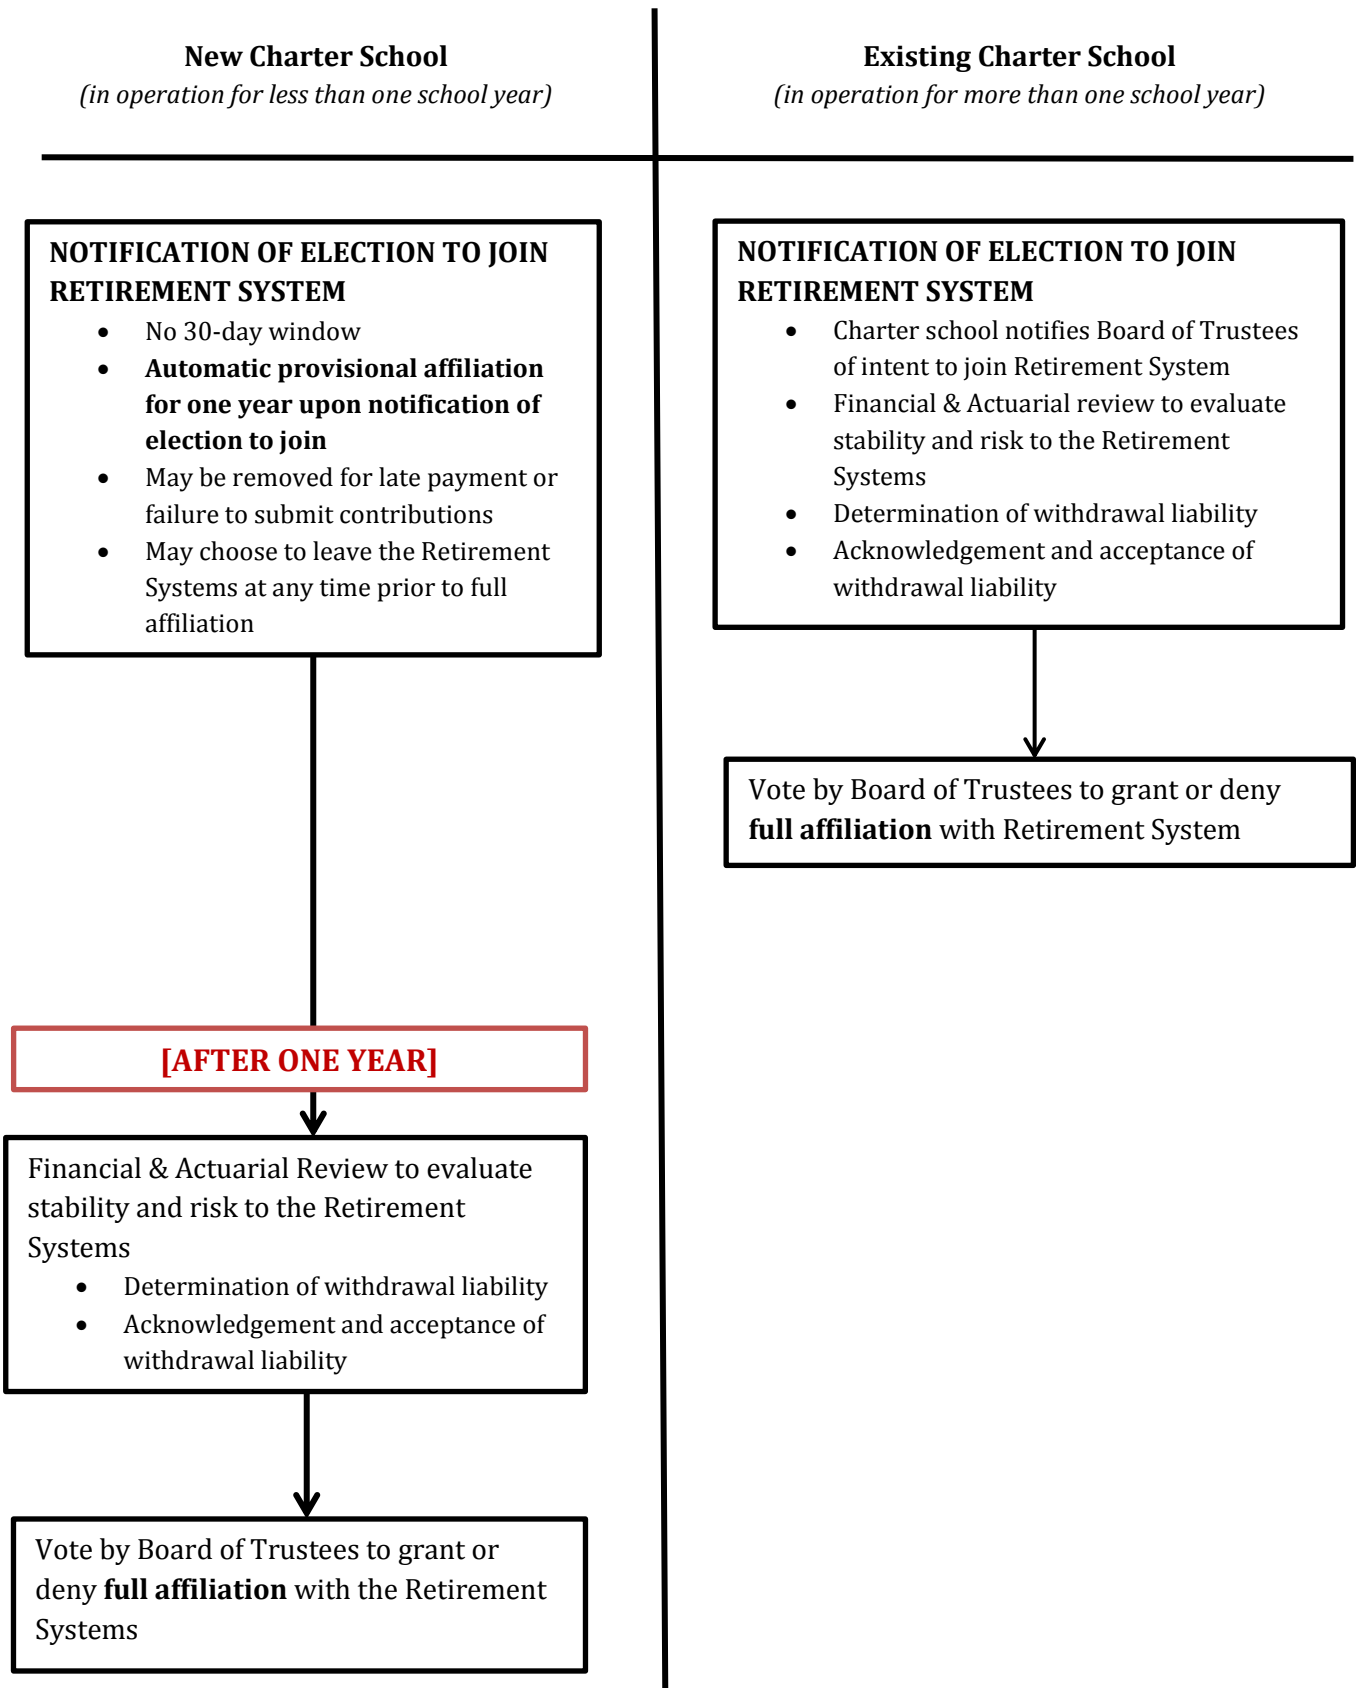 New Charter School
(in operation for less than one school year)
Existing Charter School
(in operation for more than one school year)
NOTIFICATION OF ELECTION TO JOIN
RETIREMENT SYSTEM
• No 30-day window
• Automatic provisional affiliation
for one year upon notification of
election to join
• May be removed for late payment or
failure to submit contributions
• May choose to leave the Retirement
Systems at any time prior to full
affiliation
[AFTER ONE YEAR]
Financial & Actuarial Review to evaluate
stability and risk to the Retirement
Systems
• Determination of withdrawal liability
• Acknowledgement and acceptance of
withdrawal liability
Vote by Board of Trustees to grant or
deny full affiliation with the Retirement
Systems
NOTIFICATION OF ELECTION TO JOIN
RETIREMENT SYSTEM
• Charter school notifies Board of Trustees
of intent to join Retirement System
• Financial & Actuarial review to evaluate
stability and risk to the Retirement
Systems
• Determination of withdrawal liability
• Acknowledgement and acceptance of
withdrawal liability
Vote by Board of Trustees to grant or deny
full affiliation with Retirement System